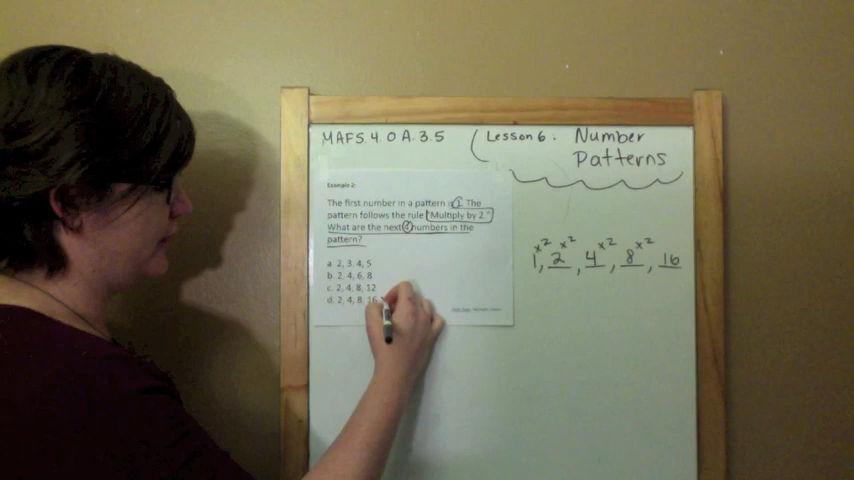 MAFS.4.OA.3.5
Lesson 6: Number
Patterns
Example 2:
The first number in a pattern is 1. The
pattern follows the rule "Multiply by 2."
What are the next 4 numbers in the
pattern?
a. 2, 3, 4, 5
b. 2, 4, 6, 8
c. 2, 4, 8, 12
d. 2, 4, 8, 16
x2 x2 x2 x2
1, 2, 4, 8, 16